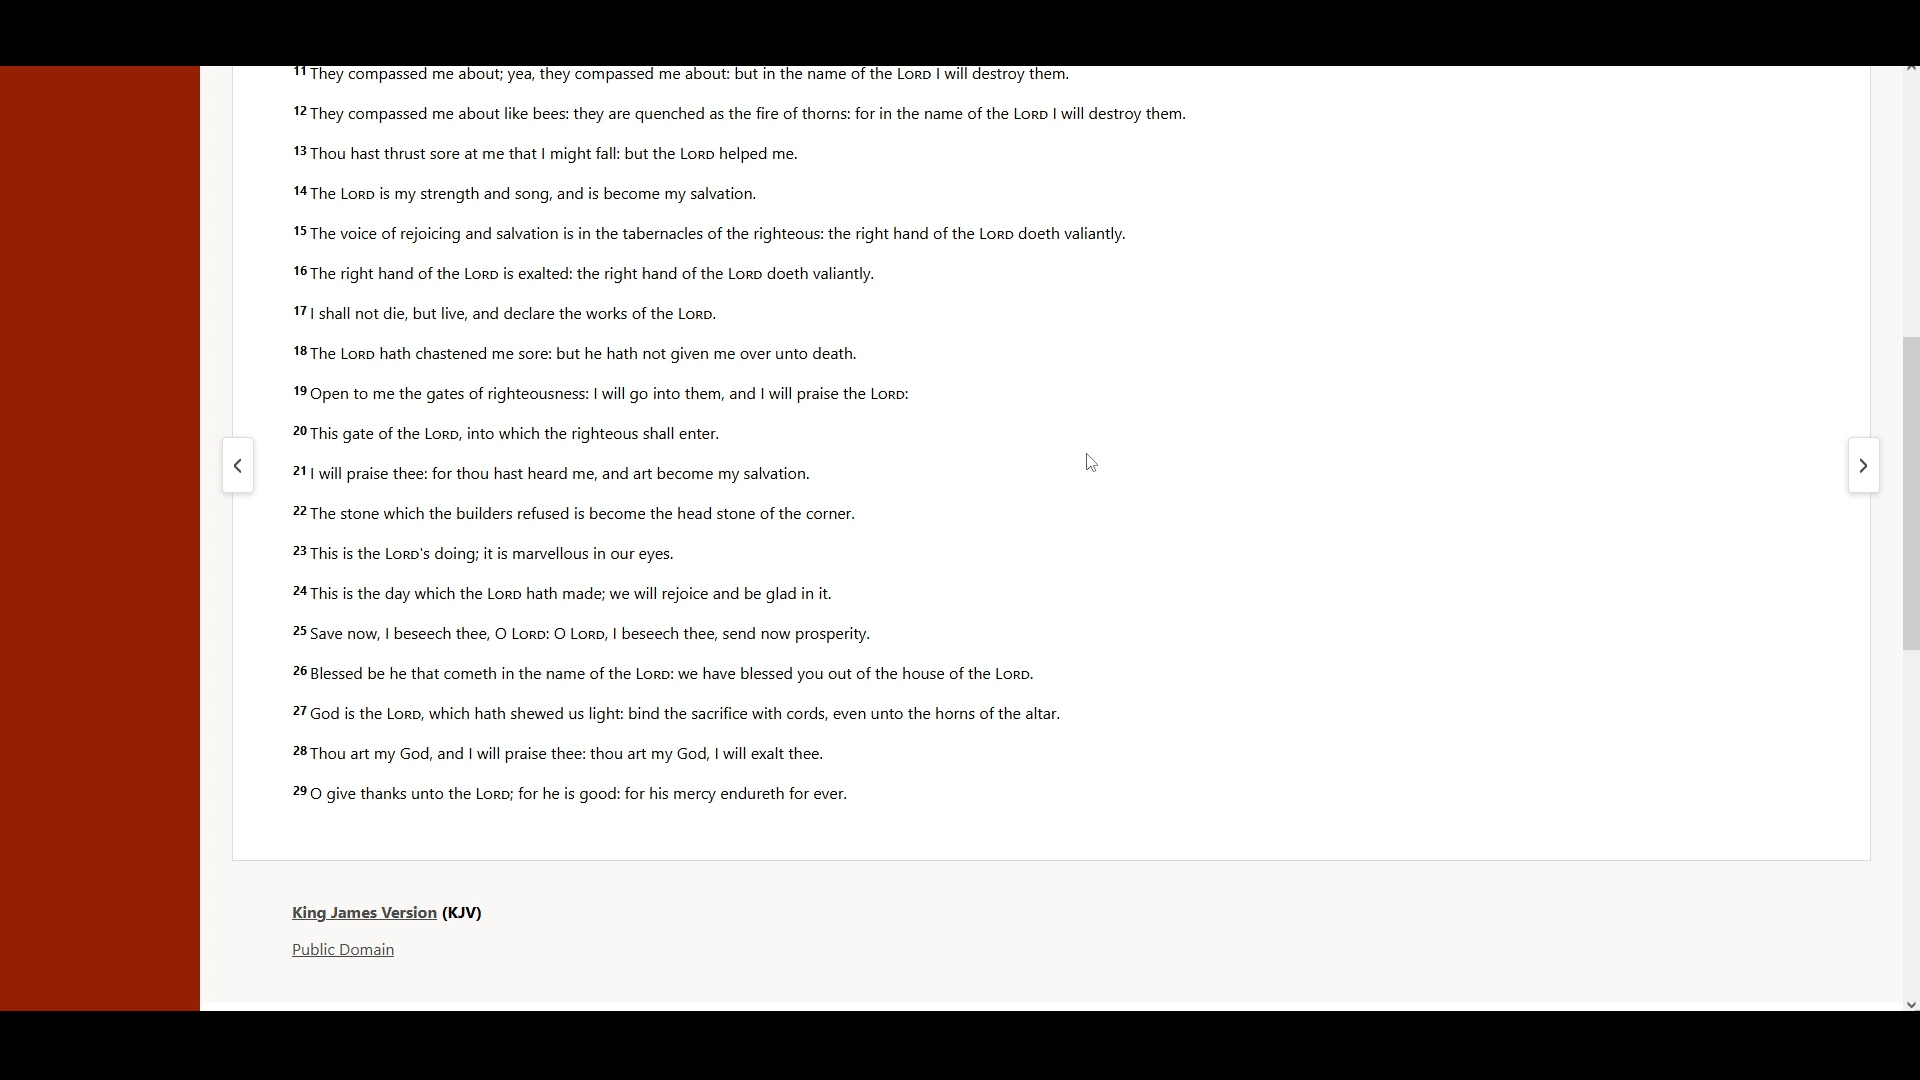 11 They compassed me about; yea, they compassed me about: but in the name of the LORD I will destroy them.
12 They compassed me about like bees: they are quenched as the fire of thorns: for in the name of the LORD I will destroy them.
13 Thou hast thrust sore at me that I might fall: but the LORD helped me.
14 The LORD is my strength and song, and is become my salvation.
15 The voice of rejoicing and salvation is in the tabernacles of the righteous: the right hand of the LORD doeth valiantly.
16 The right hand of the LORD is exalted: the right hand of the LORD doeth valiantly.
17 I shall not die, but live, and declare the works of the LORD.
18 The LORD hath chastened me sore: but he hath not given me over unto death.
19 Open to me the gates of righteousness: I will go into them, and I will praise the LORD:
20 This gate of the LORD, into which the righteous shall enter.
21 I will praise thee: for thou hast heard me, and art become my salvation.
22 The stone which the builders refused is become the head stone of the corner.
23 This is the LORD's doing; it is marvellous in our eyes.
24 This is the day which the LORD hath made; we will rejoice and be glad in it.
25 Save now, I beseech thee, O LORD: O LORD, I beseech thee, send now prosperity.
26 Blessed be he that cometh in the name of the LORD: we have blessed you out of the house of the LORD.
27 God is the LORD, which hath shewed us light: bind the sacrifice with cords, even unto the horns of the altar.
28 Thou art my God, and I will praise thee: thou art my God, I will exalt thee.
29 O give thanks unto the LORD; for he is good: for his mercy endureth for ever.
King James Version (KJV)
Public Domain